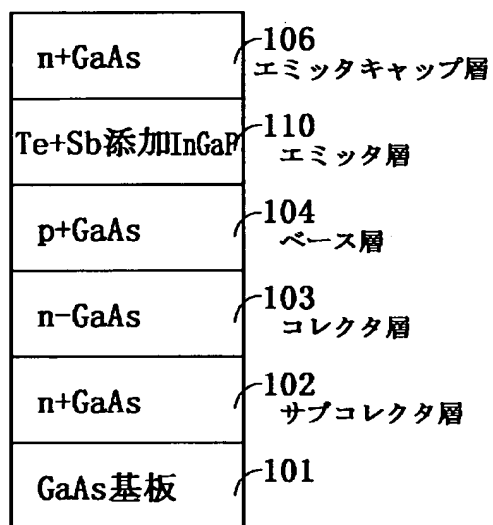 n+GaAs
106
エミッタキャップ層
Te+Sb添加InGaP
110
エミッタ層
p+GaAs
104
ベース層
n-GaAs
103
コレクタ層
n+GaAs
102
サブコレクタ層
GaAs基板
101